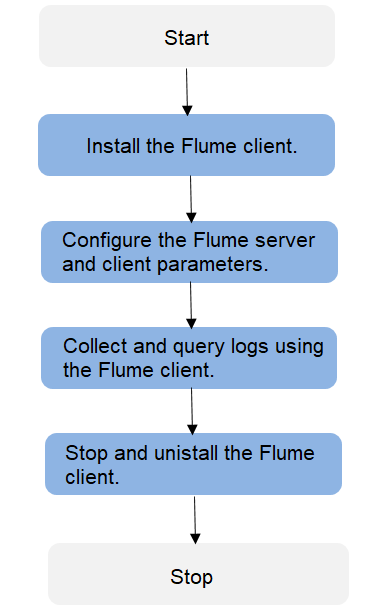 Start
Install the Flume client.
Configure the Flume server
and client parameters.
Collect and query logs using
the Flume client.
Stop and unistall the Flume
client.
Stop